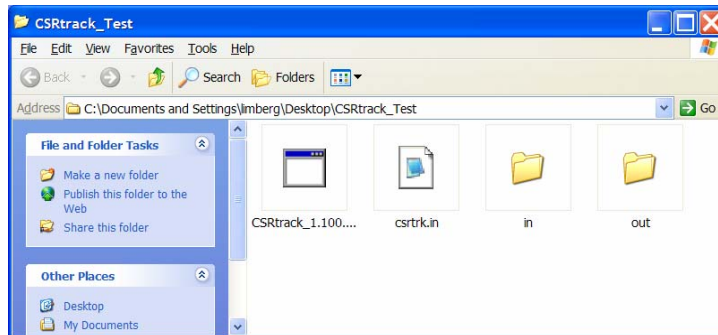 CSRtrack_Test
File Edit View Favorites Tools Help
Back Search Folders
Address C:\Documents and Settings\limberg\Desktop\CSRtrack_Test Go
File and Folder Tasks
Make a new folder
Publish this folder to the
Web
Share this folder
Other Places
Desktop
My Documents
CSRtrack_1.100.... csrtrk.in in out